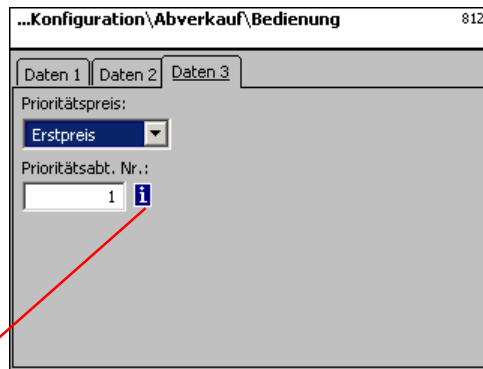 ...Konfiguration\Abverkauf\Bedienung 812
Daten 1 Daten 2 Daten 3
Prioritätspreis:
Erstpreis
Prioritätsabt. Nr.:
1 i